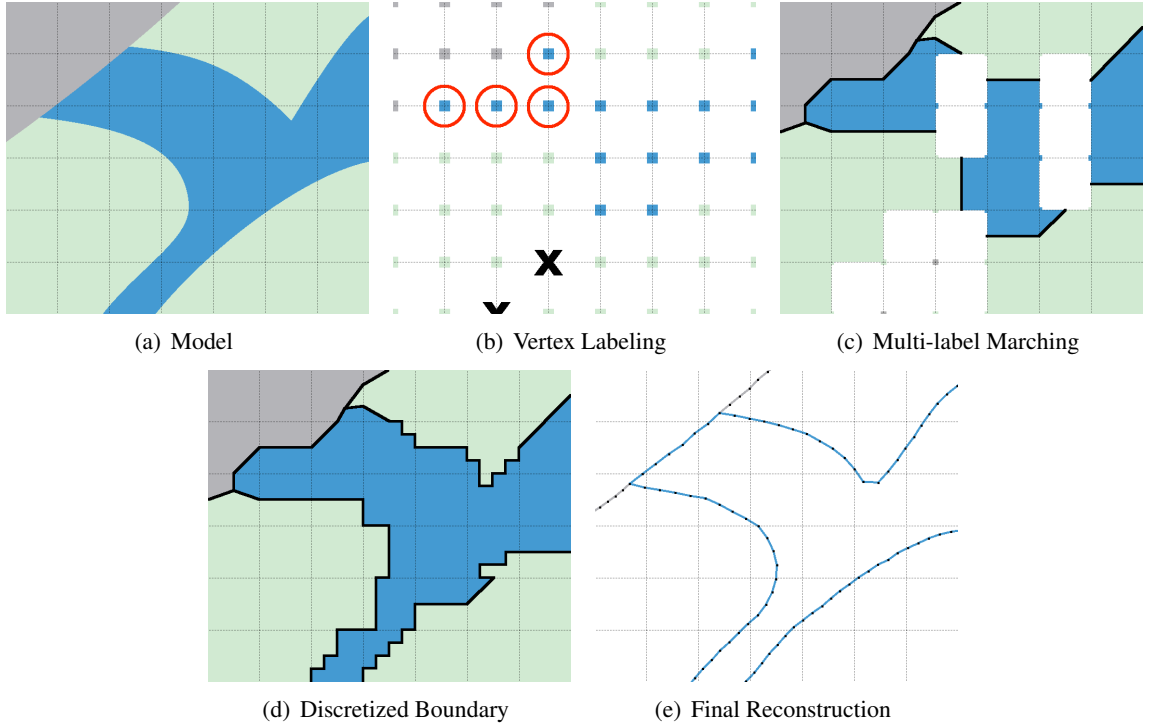 (a) Model
(b) Vertex Labeling
(c) Multi-label Marching
(d) Discretized Boundary
(e) Final Reconstruction